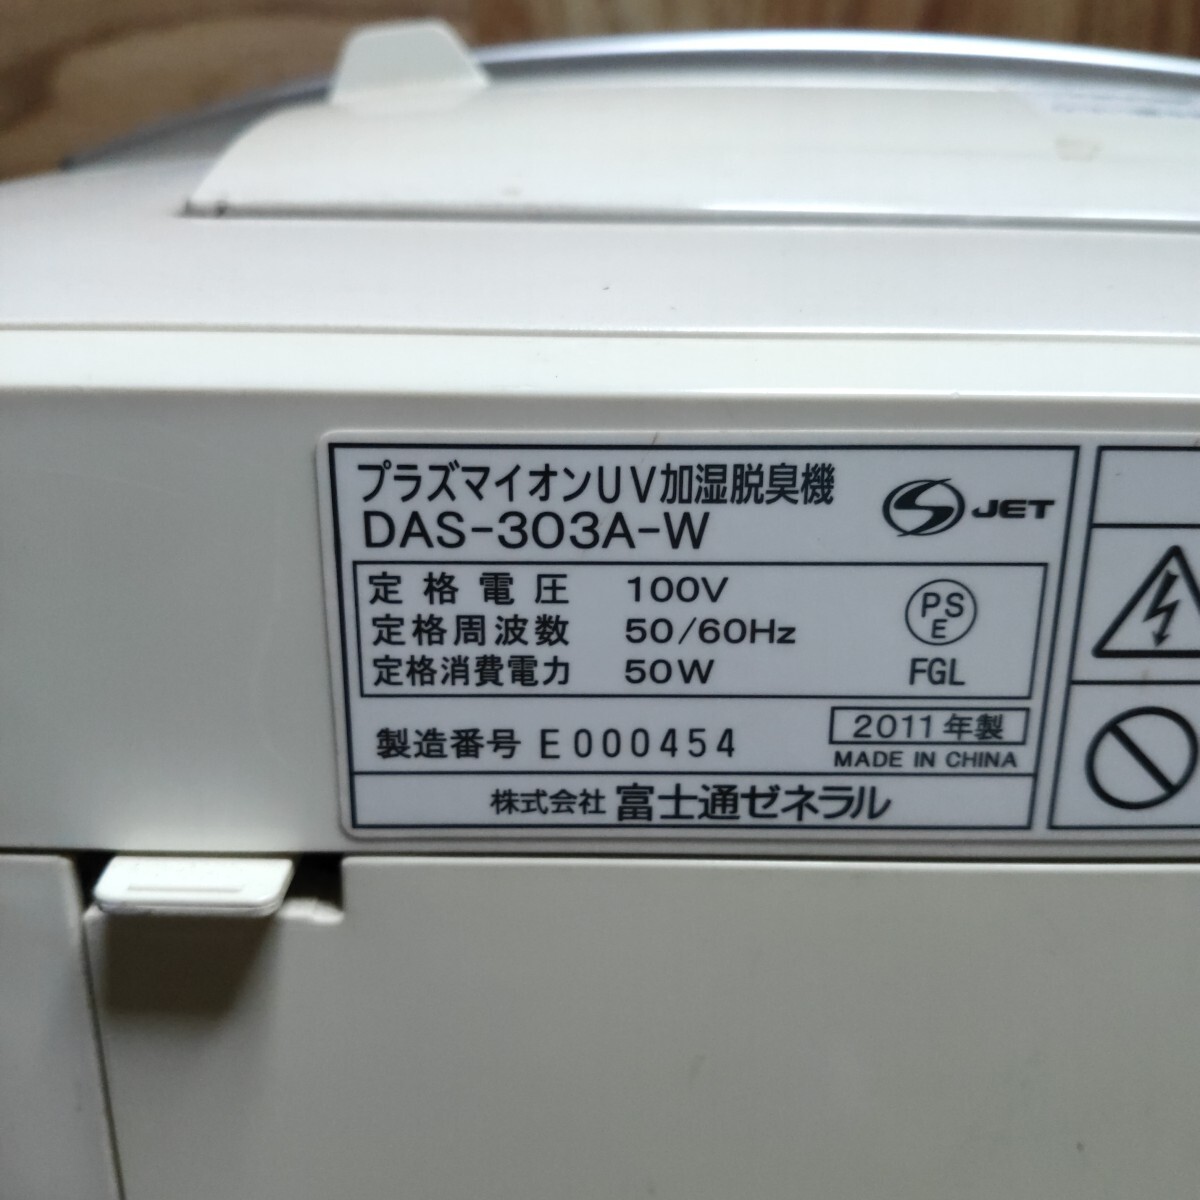 プラズマイオンUV加湿脱臭機
DAS-303A-W
JET
定格電圧 100V
定格周波数 50/60Hz
定格消費電力 50W
PS
E
FGL
製造番号 E000454
2011年製
MADE IN CHINA
株式会社 富士通ゼネラル